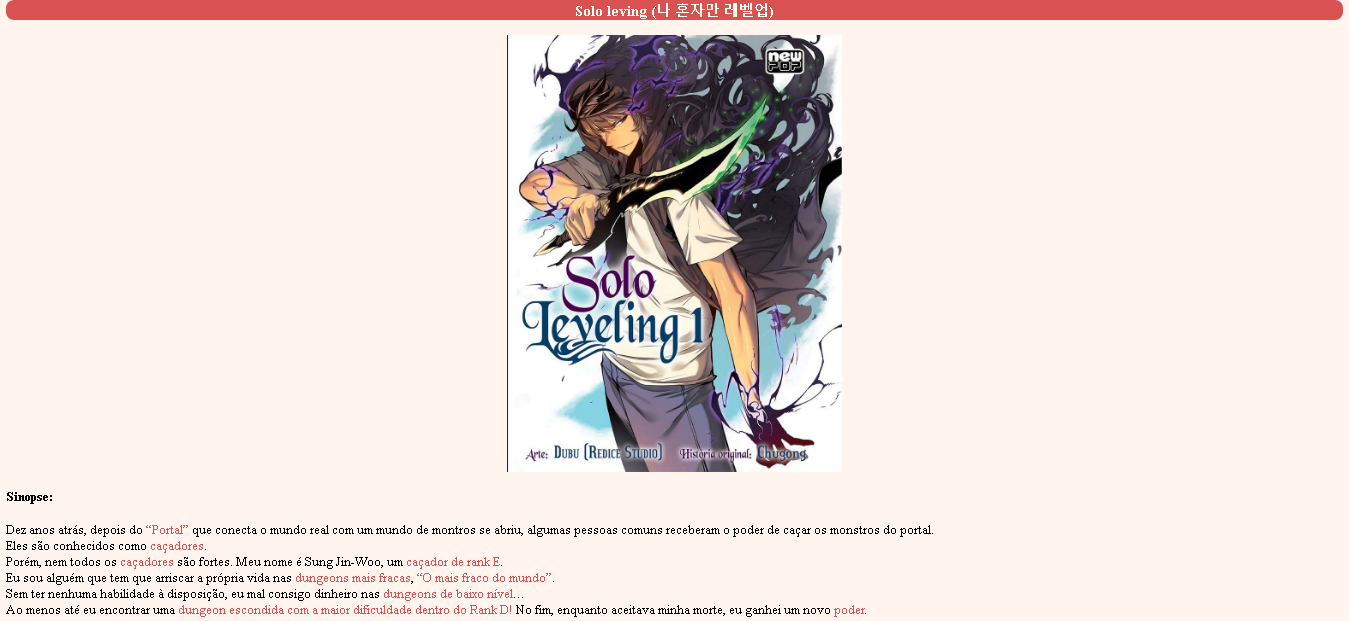 Solo leving (나 혼자만 레벨업)
new
POP
Solo
Leveling 1
Arte: Dubu (Redice Studio) História original: Chugong
Sinopse:
Dez anos atrás, depois do “Portal” que conecta o mundo real com um mundo de montros se abriu, algumas pessoas comuns receberam o poder de caçar os monstros do portal.
Eles são conhecidos como caçadores.
Porém, nem todos os caçadores são fortes. Meu nome é Sung Jin-Woo, um caçador de rank E.
Eu sou alguém que tem que arriscar a própria vida nas dungeons mais fracas, “O mais fraco do mundo”.
Sem ter nenhuma habilidade à disposição, eu mal consigo dinheiro nas dungeons de baixo nível…
Ao menos até eu encontrar uma dungeon escondida com a maior dificuldade dentro do Rank D! No fim, enquanto aceitava minha morte, eu ganhei um novo poder.